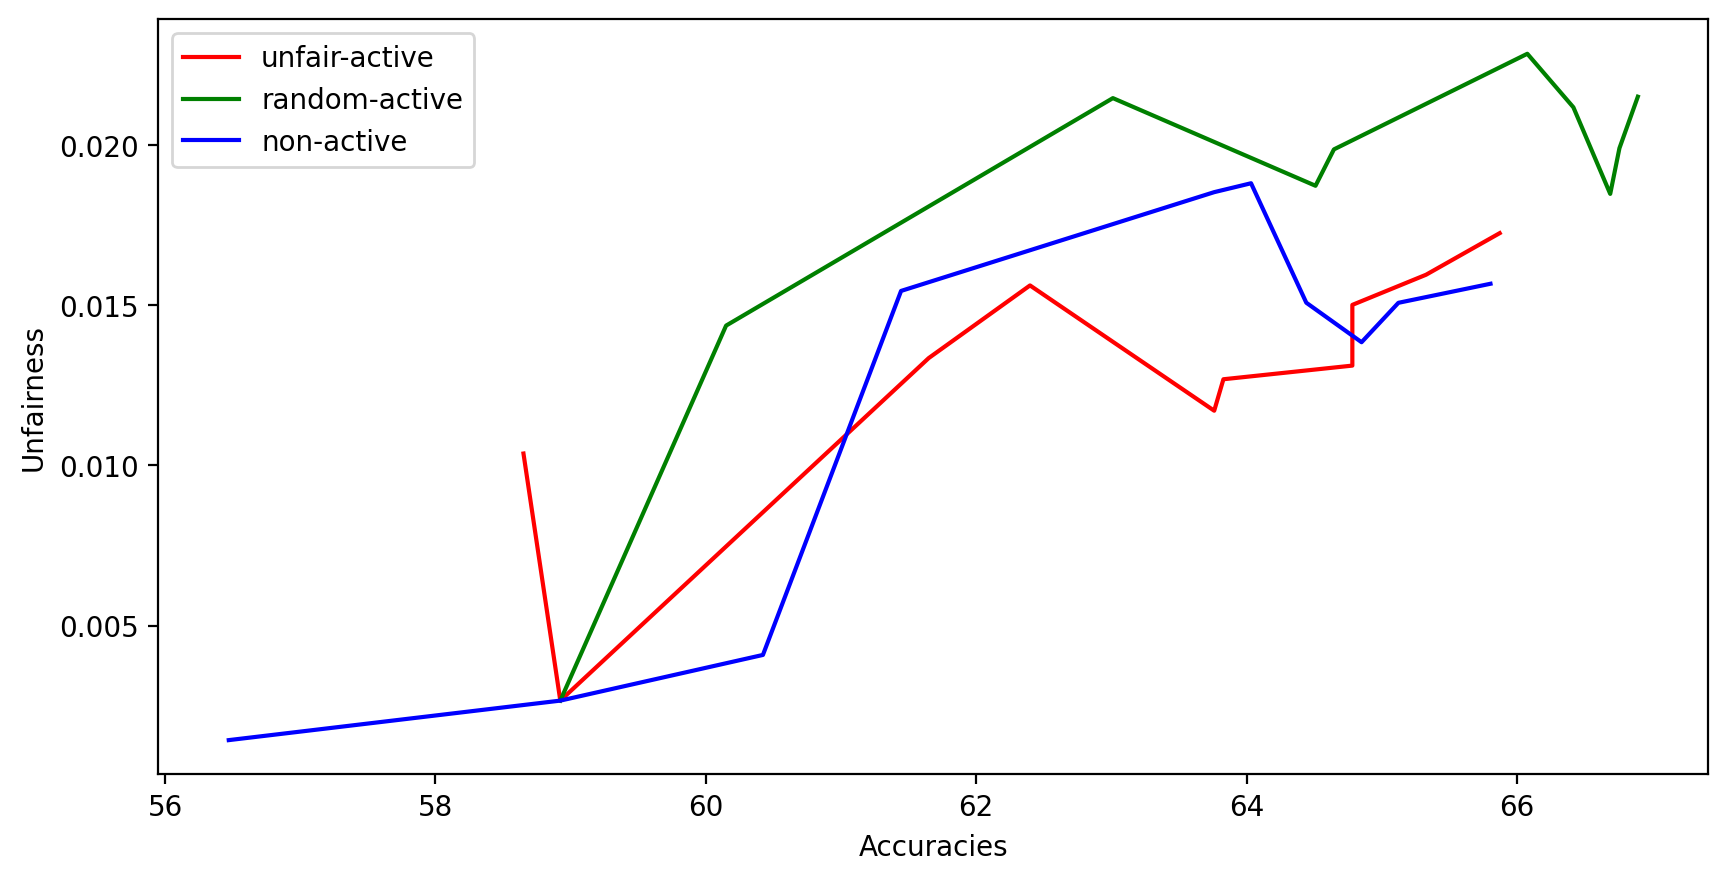 unfair-active
random-active
non-active
Unfairness
0.020
0.015
0.010
0.005
56 58 60 62 64 66
Accuracies